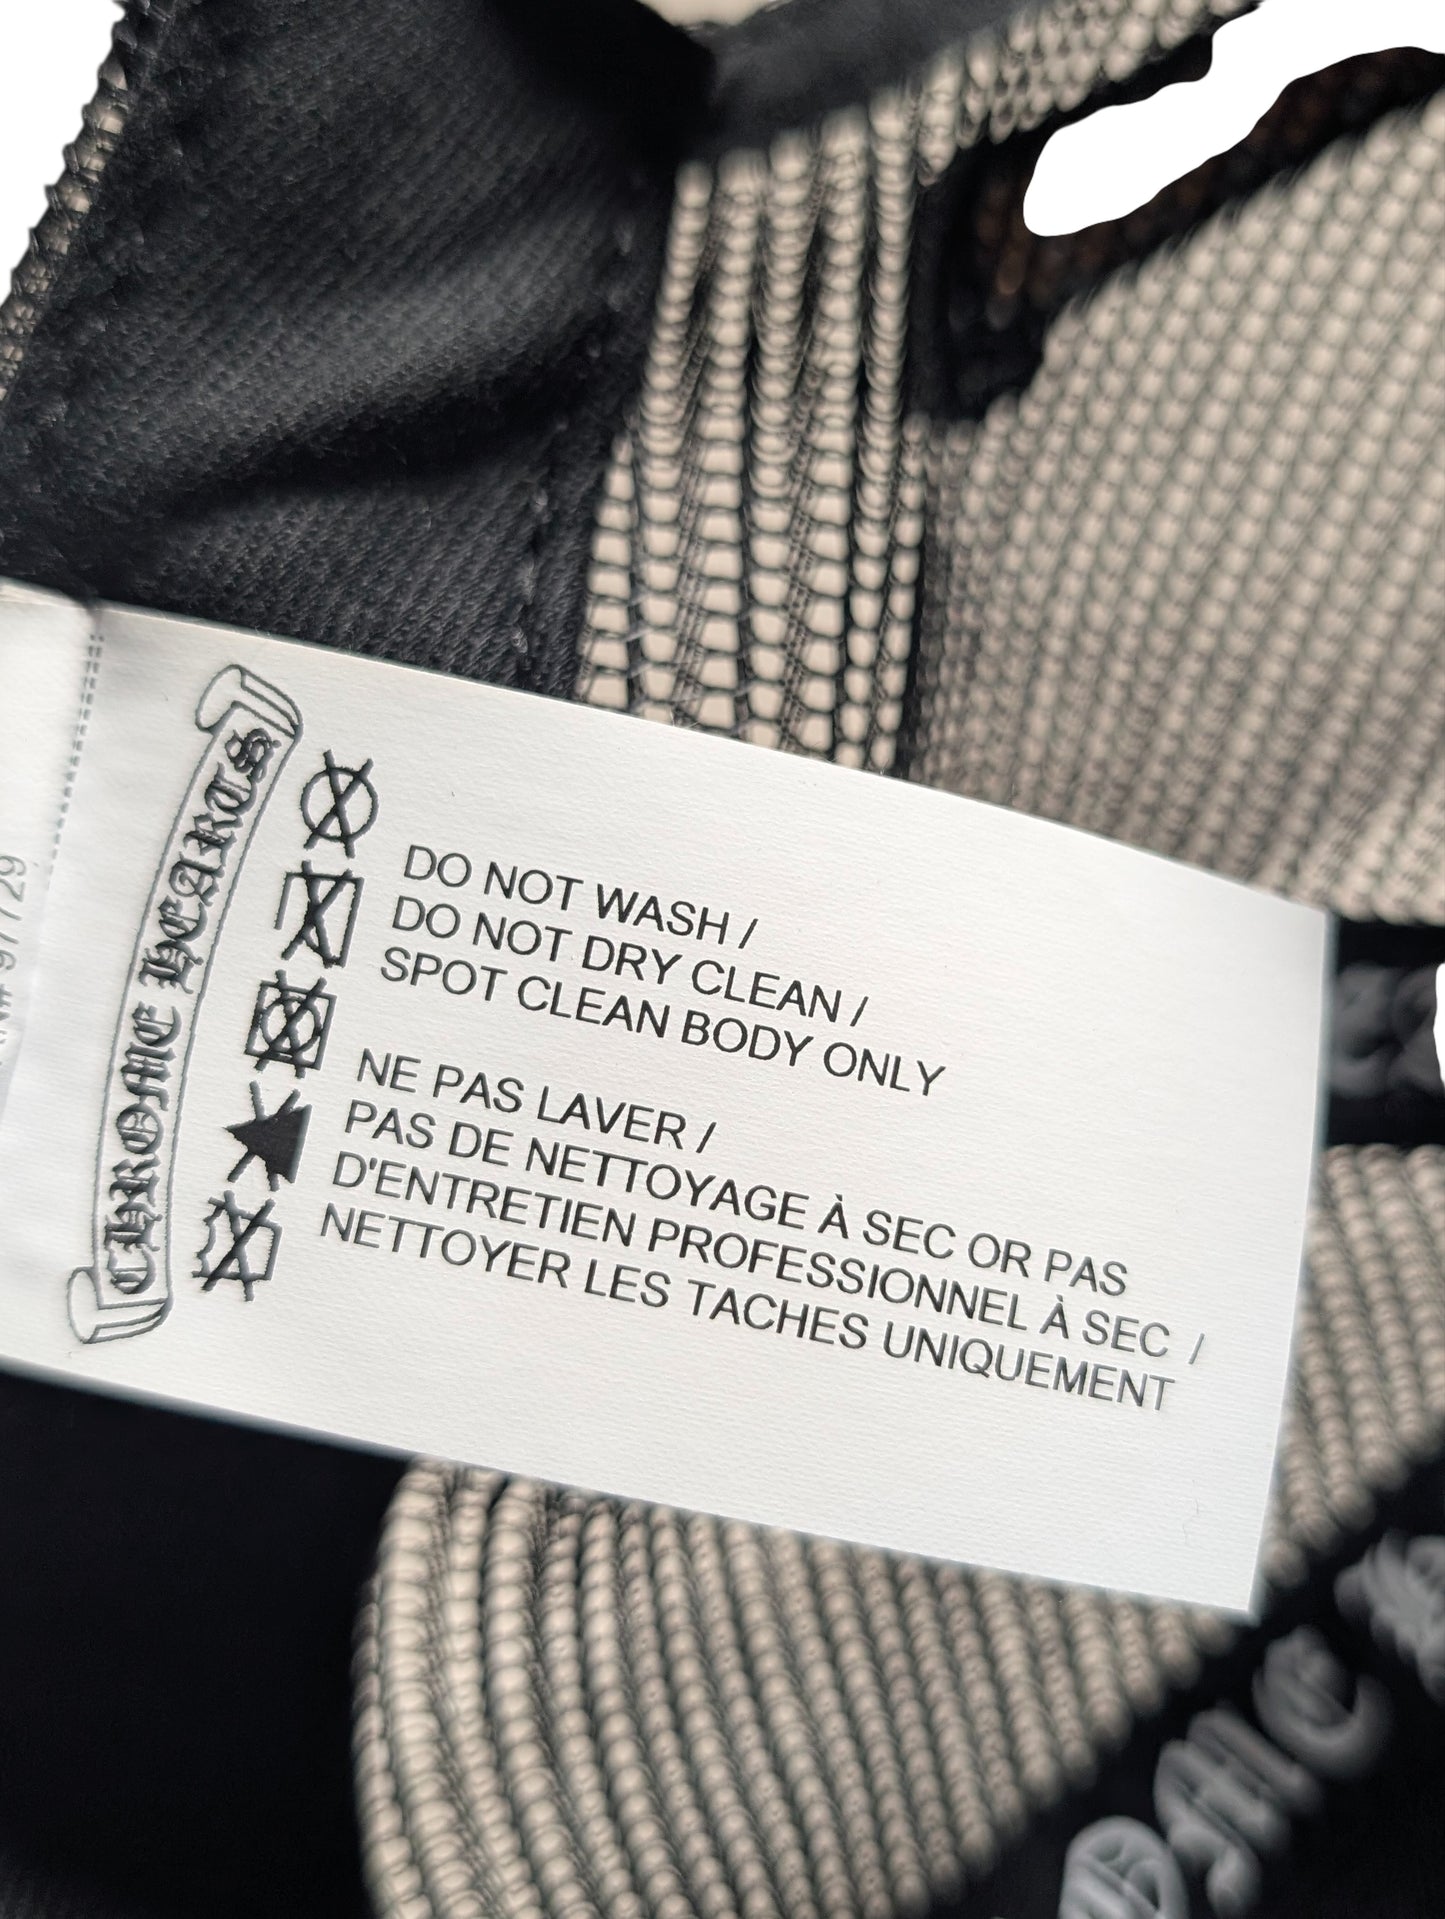 CHROME HEARTS
DO NOT WASH /
DO NOT DRY CLEAN /
SPOT CLEAN BODY ONLY
NE PAS LAVER /
PAS DE NETTOYAGE À SEC OR PAS
D'ENTRETIEN PROFESSIONNEL À SEC /
NETTOYER LES TACHES UNIQUEMENT
97729